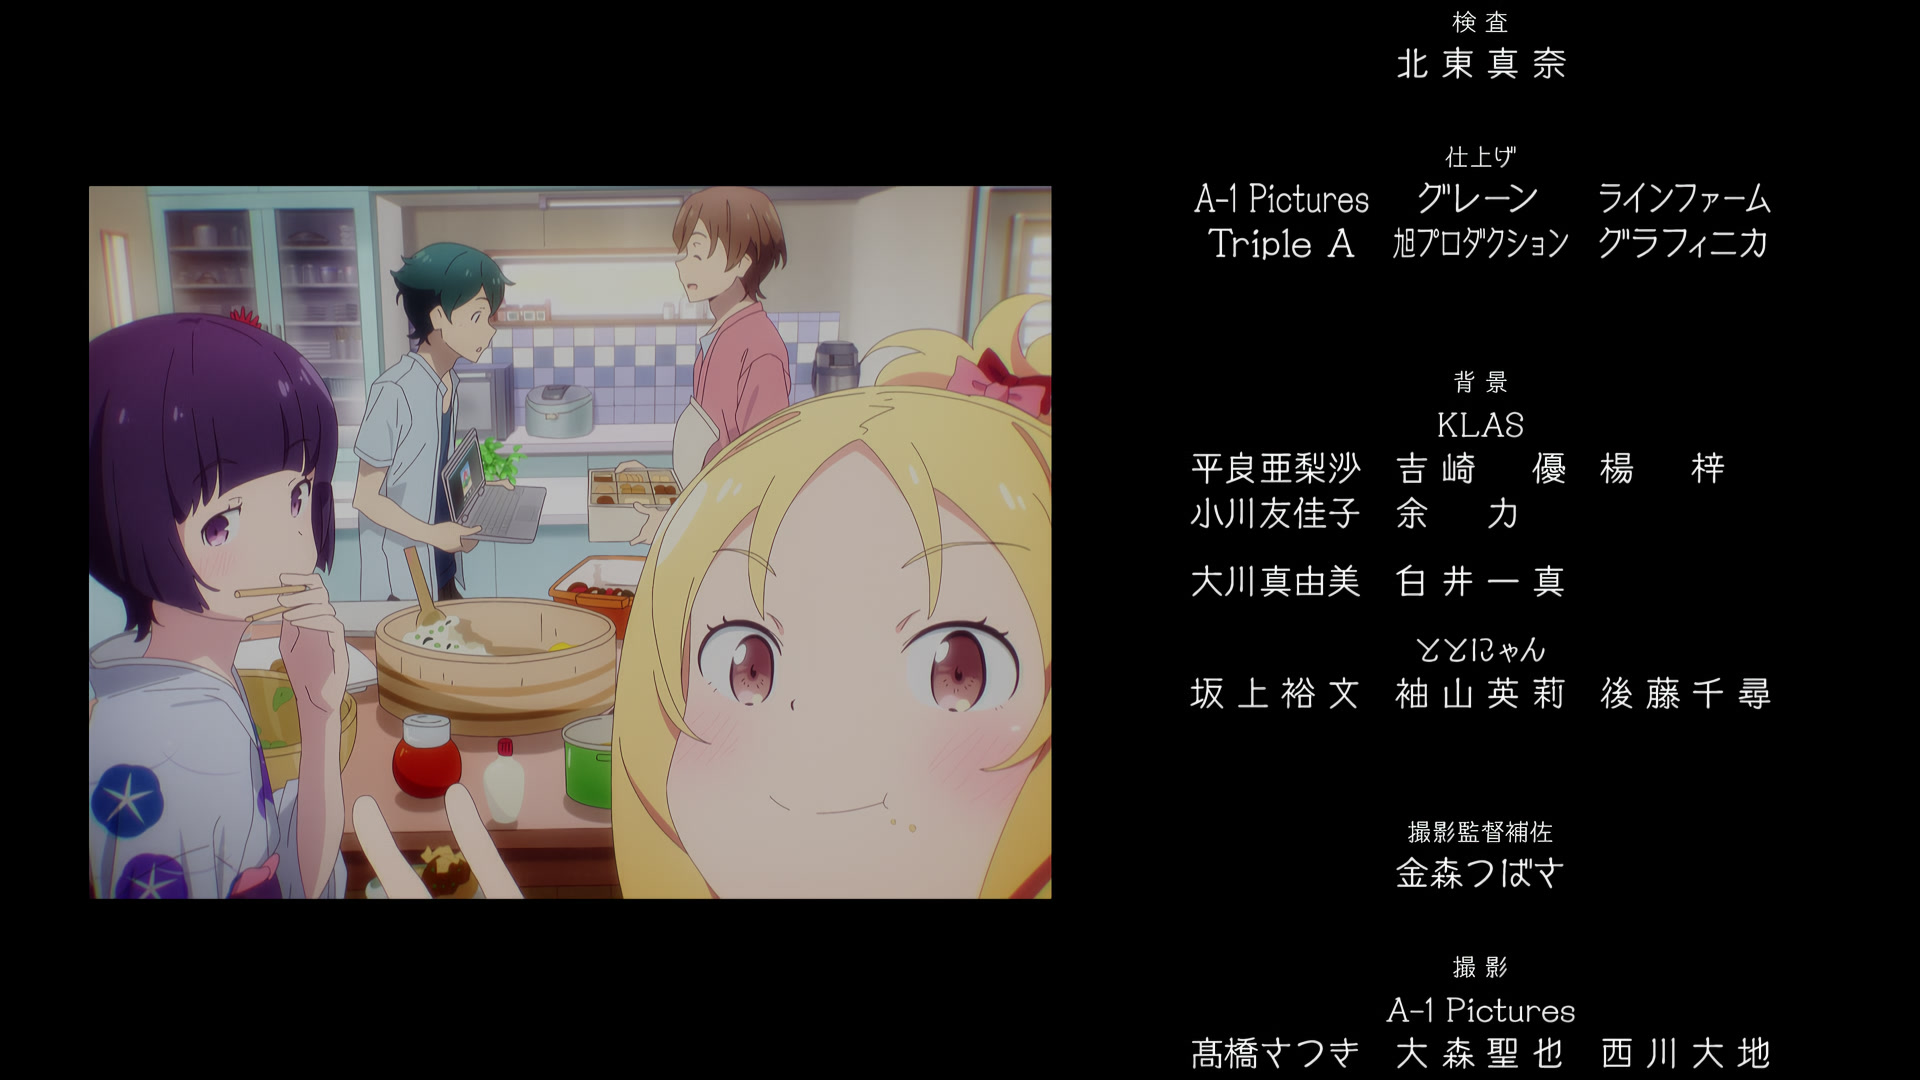 検査
北東真奈
仕上げ
A-1 Pictures グレーン ラインファーム
Triple A 旭プロダクション グラフィニカ
背景
KLAS
平良亜梨沙 吉崎 優 楊 梓
小川友佳子 余 力
大川真由美 白井一真
ととにゃん
坂上裕文 袖山英莉 後藤千尋
撮影監督補佐
金森つばさ
撮影
A-1 Pictures
髙橋さつき 大森聖也 西川大地